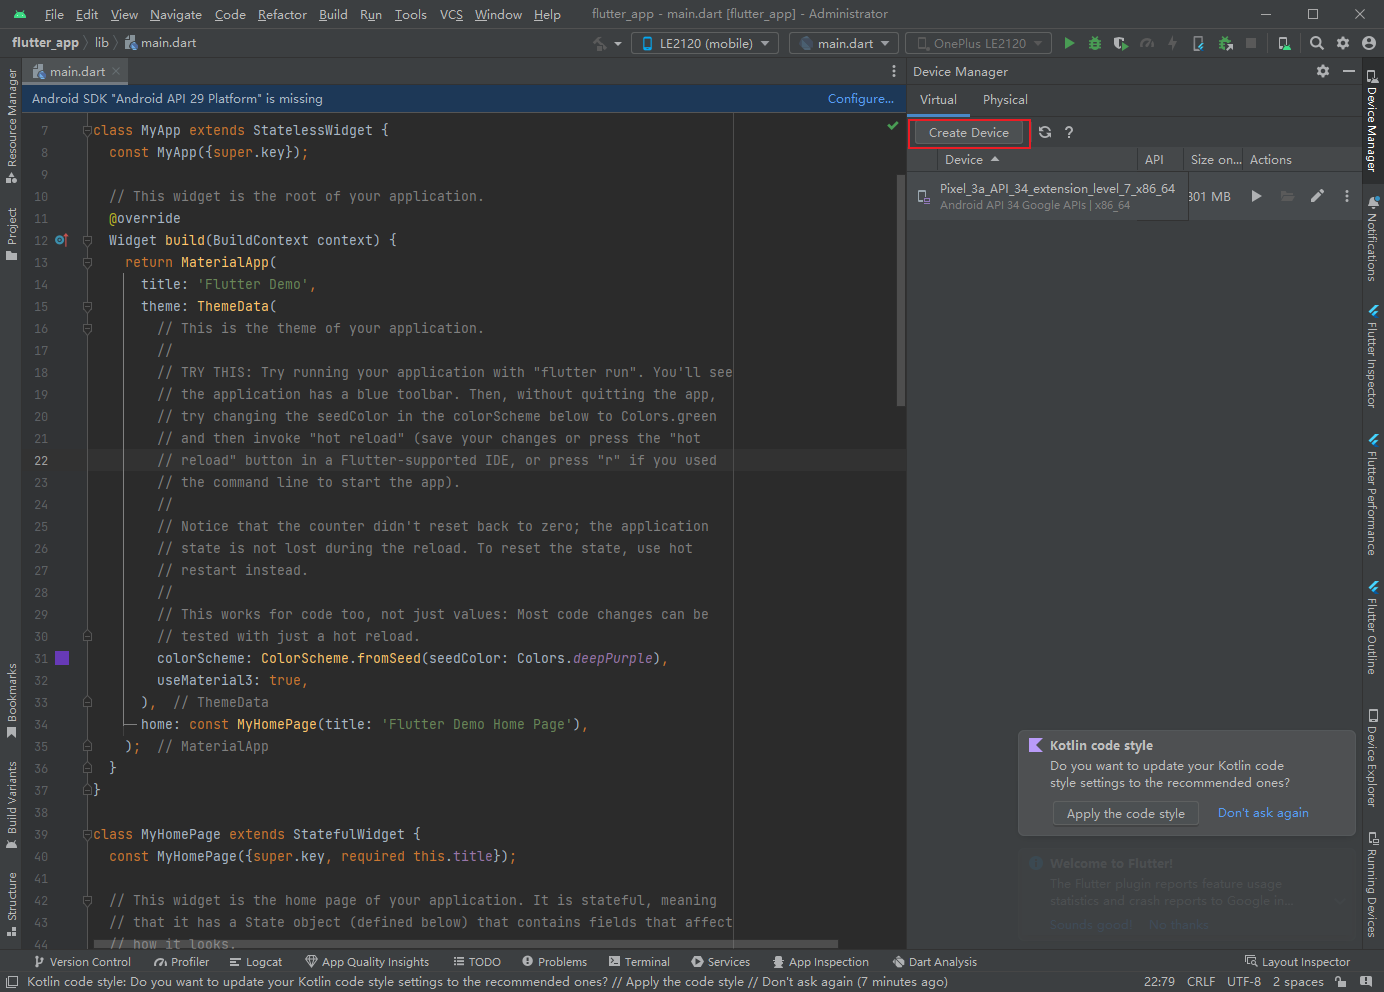 File Edit View Navigate Code Refactor Build Run Tools VCS Window Help flutter_app - main.dart [flutter_app] - Administrator
flutter_app lib main.dart LE2120 (mobile) main.dart OnePlus LE2120
main.dart
Device Manager
Android SDK "Android API 29 Platform" is missing Configure...
Virtual Physical
Create Device ?
Device API Size on... Actions
Pixel_3a_API_34_extension_level_7_x86_64
Android API 34 Google APIs | x86_64
301 MB
7 class MyApp extends StatelessWidget {
8 const MyApp({super.key});
9
10 // This widget is the root of your application.
11 @override
12 Widget build(BuildContext context) {
13 return MaterialApp(
14 title: 'Flutter Demo',
15 theme: ThemeData(
16 // This is the theme of your application.
17 //
18 // TRY THIS: Try running your application with "flutter run". You'll see
19 // the application has a blue toolbar. Then, without quitting the app,
20 // try changing the seedColor in the colorScheme below to Colors.green
21 // and then invoke "hot reload" (save your changes or press the "hot
22 // reload" button in a Flutter-supported IDE, or press "r" if you used
23 // the command line to start the app).
24 //
25 // Notice that the counter didn't reset back to zero; the application
26 // state is not lost during the reload. To reset the state, use hot
27 // restart instead.
28 //
29 // This works for code too, not just values: Most code changes can be
30 // tested with just a hot reload.
31 colorScheme: ColorScheme.fromSeed(seedColor: Colors.deepPurple),
32 useMaterial3: true,
33 ), // ThemeData
34 home: const MyHomePage(title: 'Flutter Demo Home Page'),
35 ); // MaterialApp
36 }
37 }
38
39 class MyHomePage extends StatefulWidget {
40 const MyHomePage({super.key, required this.title});
41
42 // This widget is the home page of your application. It is stateful, meaning
43 // that it has a State object (defined below) that contains fields that affect
44 // how it looks.
Resource Manager
Project
Bookmarks
Build Variants
Structure
Device Manager
Notifications
Flutter Inspector
Flutter Performance
Flutter Outline
Device Explorer
Running Devices
Kotlin code style
Do you want to update your Kotlin code
style settings to the recommended ones?
Apply the code style Don't ask again
Welcome to Flutter!
The Flutter plugin reports feature usage
statistics and crash reports to Google in...
Sounds good! No thanks
Version Control Profiler Logcat App Quality Insights TODO Problems Terminal Services App Inspection Dart Analysis Layout Inspector
Kotlin code style: Do you want to update your Kotlin code style settings to the recommended ones? // Apply the code style // Don't ask again (7 minutes ago) 22:79 CRLF UTF-8 2 spaces